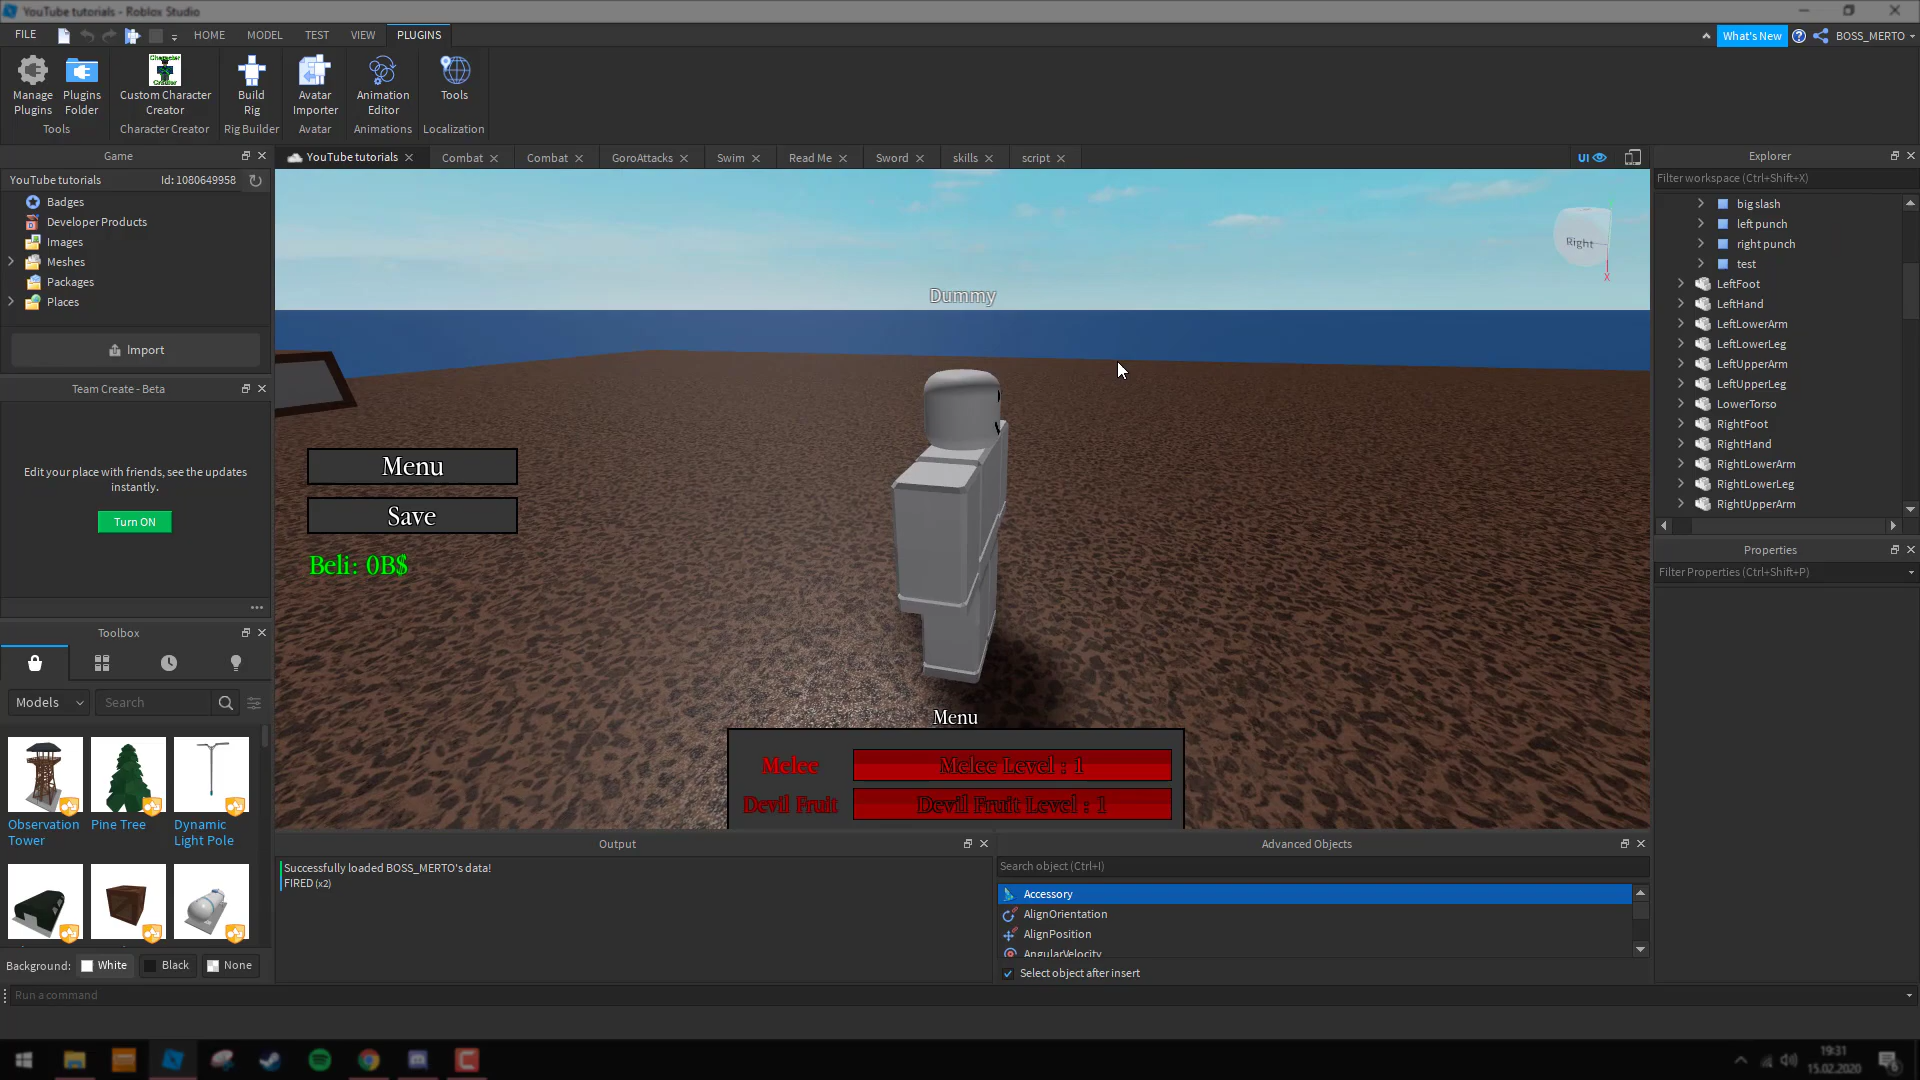 YouTube tutorials - Roblox Studio
FILE
HOME
MODEL
TEST
VIEW
PLUGINS
What's New
BOSS_MERTO
Manage Plugins
Plugins Folder
Custom Character Creator
Build Rig
Avatar Importer
Animation Editor
Tools
Tools
Character Creator
Rig Builder
Avatar
Animations
Localization
Game
YouTube tutorials
Combat
Combat
GoroAttacks
Swim
Read Me
Sword
skills
script
UI
Explorer
YouTube tutorials
Id: 1080649958
Filter workspace (Ctrl+Shift+X)
Badges
Developer Products
Images
Meshes
Packages
Places
Import
Team Create - Beta
Edit your place with friends, see the updates
instantly.
Turn ON
Toolbox
Models
Search
Observation Tower
Pine Tree
Dynamic Light Pole
Background:
White
Black
None
Run a command
Right
X
Dummy
Menu
Save
Beli: 0B$
Menu
Melee
Melee Level : 1
Devil Fruit
Devil Fruit Level : 1
Output
Successfully loaded BOSS_MERTO's data!
FIRED (x2)
Advanced Objects
Search object (Ctrl+I)
Accessory
AlignOrientation
AlignPosition
AngularVelocity
Select object after insert
big slash
left punch
right punch
test
LeftFoot
LeftHand
LeftLowerArm
LeftLowerLeg
LeftUpperArm
LeftUpperLeg
LowerTorso
RightFoot
RightHand
RightLowerArm
RightLowerLeg
RightUpperArm
Properties
Filter Properties (Ctrl+Shift+P)
19:31
15.02.2020